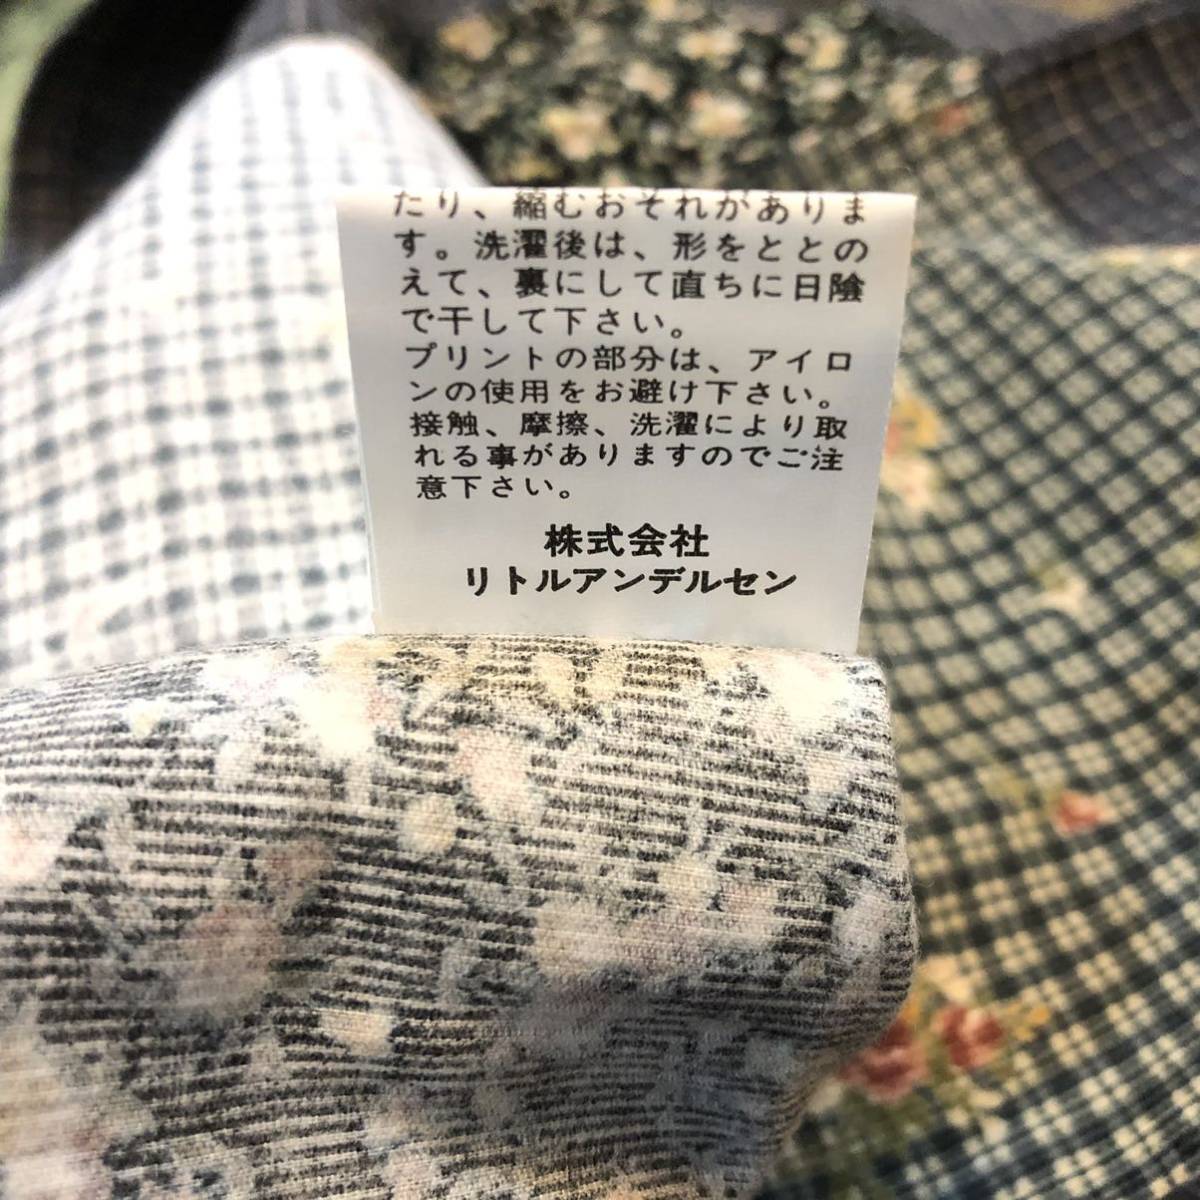 たり、縮むおそれがありま
す。洗濯後は、形をととの
えて、裏にして直ちに日陰
で干して下さい。
プリントの部分は、アイロ
ンの使用をお避け下さい。
接触、摩擦、洗濯により取
れる事がありますのでご注
意下さい。
株式会社
リトルアンデルセン